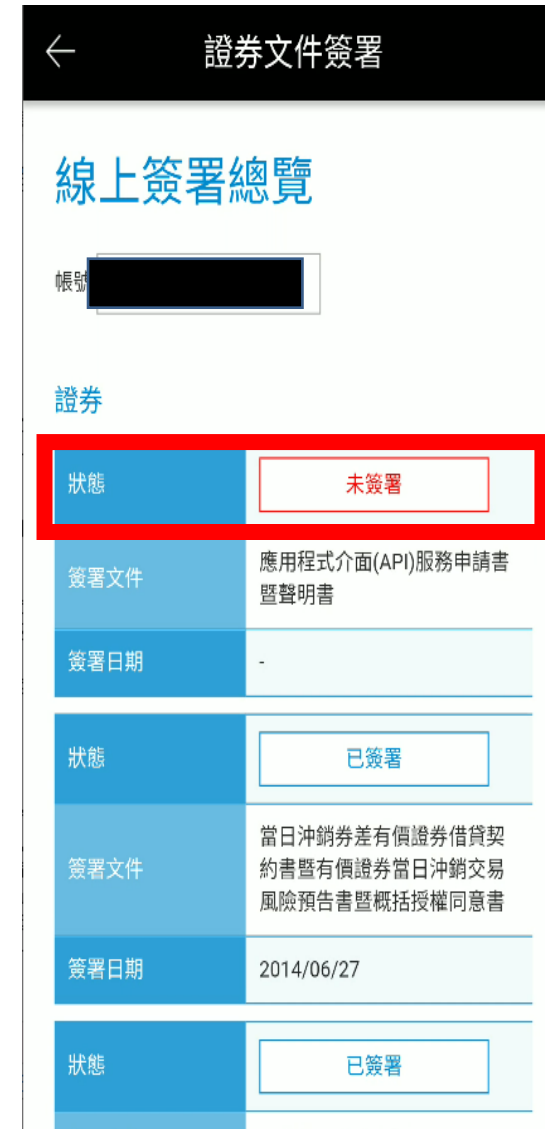 證券文件簽署
線上簽署總覽
帳號
證券
狀態
未簽署
簽署文件
應用程式介面(API)服務申請書
暨聲明書
簽署日期
-
狀態
已簽署
簽署文件
當日沖銷券差有價證券借貸契
約書暨有價證券當日沖銷交易
風險預告書暨概括授權同意書
簽署日期
2014/06/27
狀態
已簽署